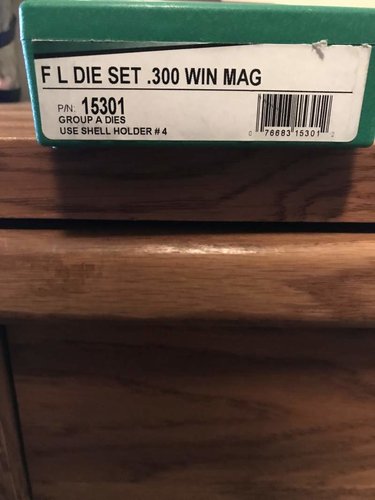 F L DIE SET .300 WIN MAG
P/N: 15301
GROUP A DIES
USE SHELL HOLDER # 4
0 76683 15301 2